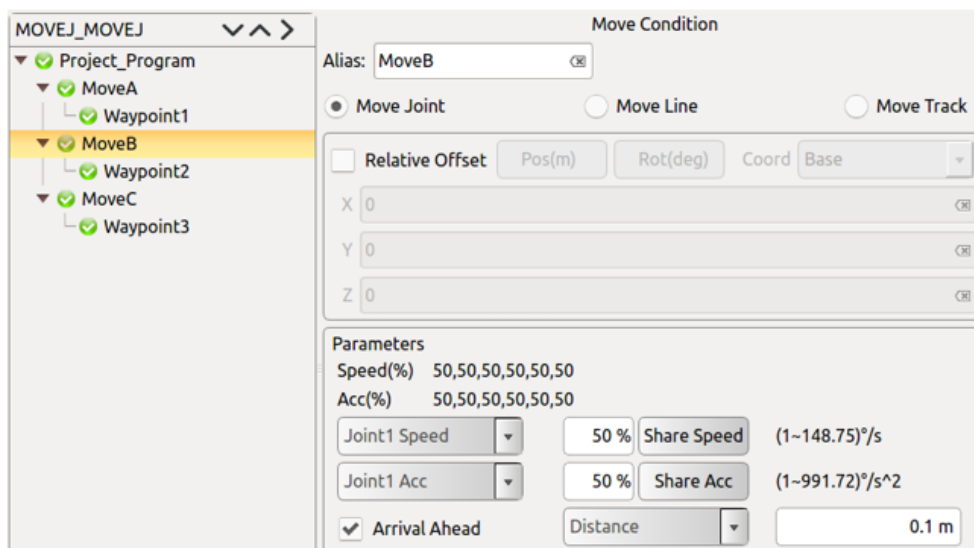 MOVEJ_MOVEJ
Project_Program
MoveA
Waypoint1
MoveB
Waypoint2
MoveC
Waypoint3
Move Condition
Alias: MoveB
Move Joint Move Line Move Track
Relative Offset Pos(m) Rot(deg) Coord Base
X 0
Y 0
Z 0
Parameters
Speed(%) 50,50,50,50,50,50
Acc(%) 50,50,50,50,50,50
Joint1 Speed 50 % Share Speed (1~148.75)°/s
Joint1 Acc 50 % Share Acc (1~991.72)°/s^2
Arrival Ahead Distance 0.1 m